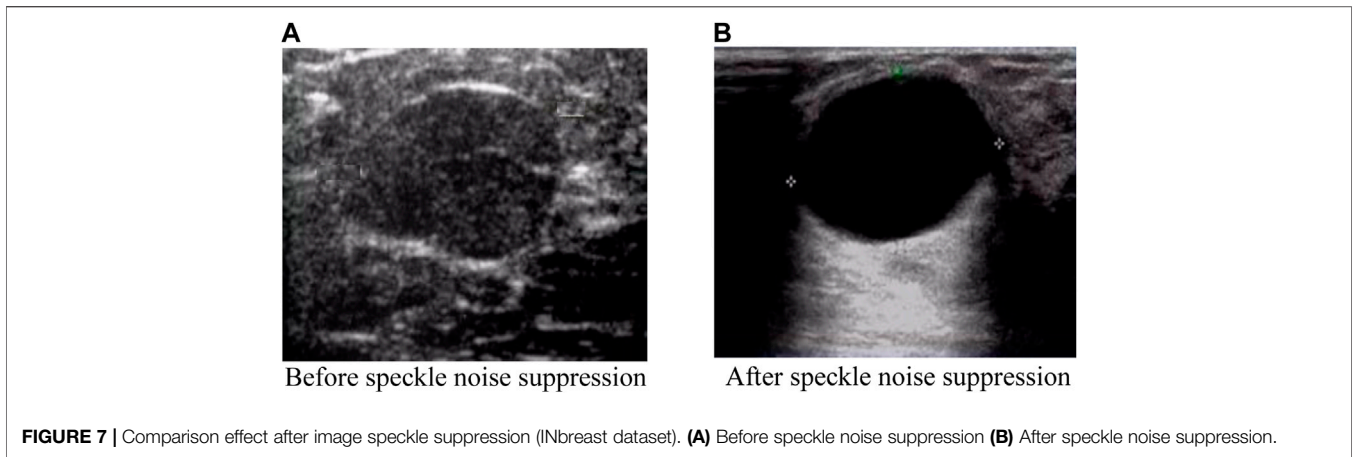 A
B
Before speckle noise suppression
After speckle noise suppression
FIGURE 7 | Comparison effect after image speckle suppression (INbreast dataset). (A) Before speckle noise suppression (B) After speckle noise suppression.